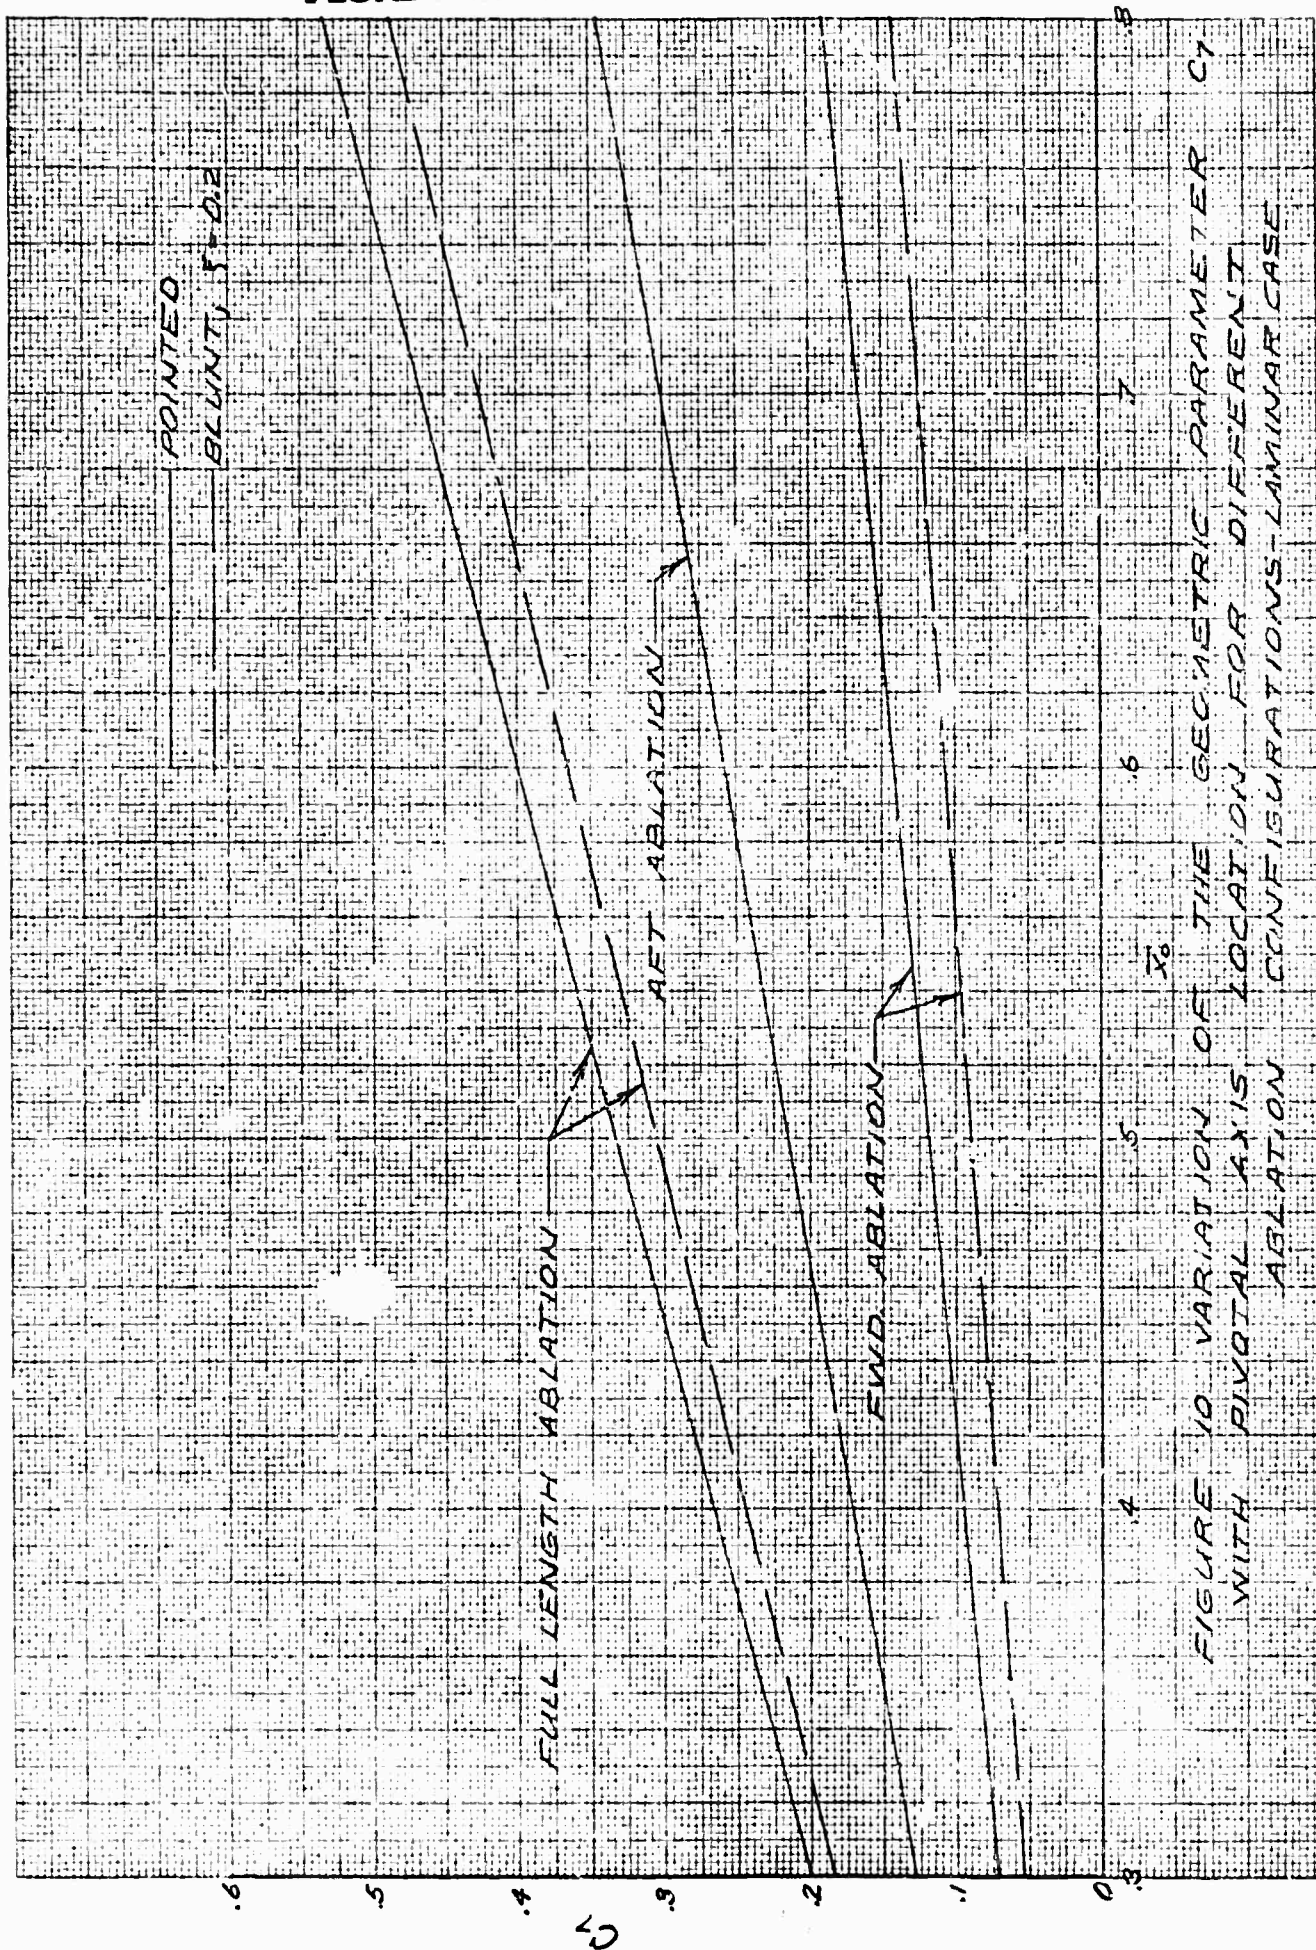 POINTED
BLUNT, ζ=0.2
FULL LENGTH ABLATION
AFT ABLATION
FWD. ABLATION
C7
.6
.5
.4
.3
.2
.1
0
.3
.4
.5
.6
.7
.8
x̄o
FIGURE 10 VARIATION OF THE GEOMETRIC PARAMETER C7
WITH PIVOTAL AXIS LOCATION FOR DIFFERENT
ABLATION CONFIGURATIONS-LAMINAR CASE